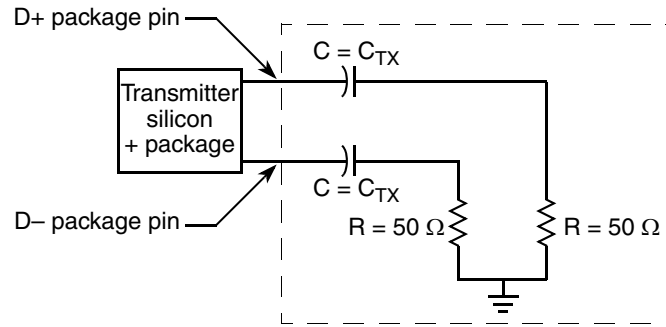 D+ package pin
C = CTX
Transmitter
silicon
+ package
C = CTX
D– package pin
R = 50 Ω
R = 50 Ω